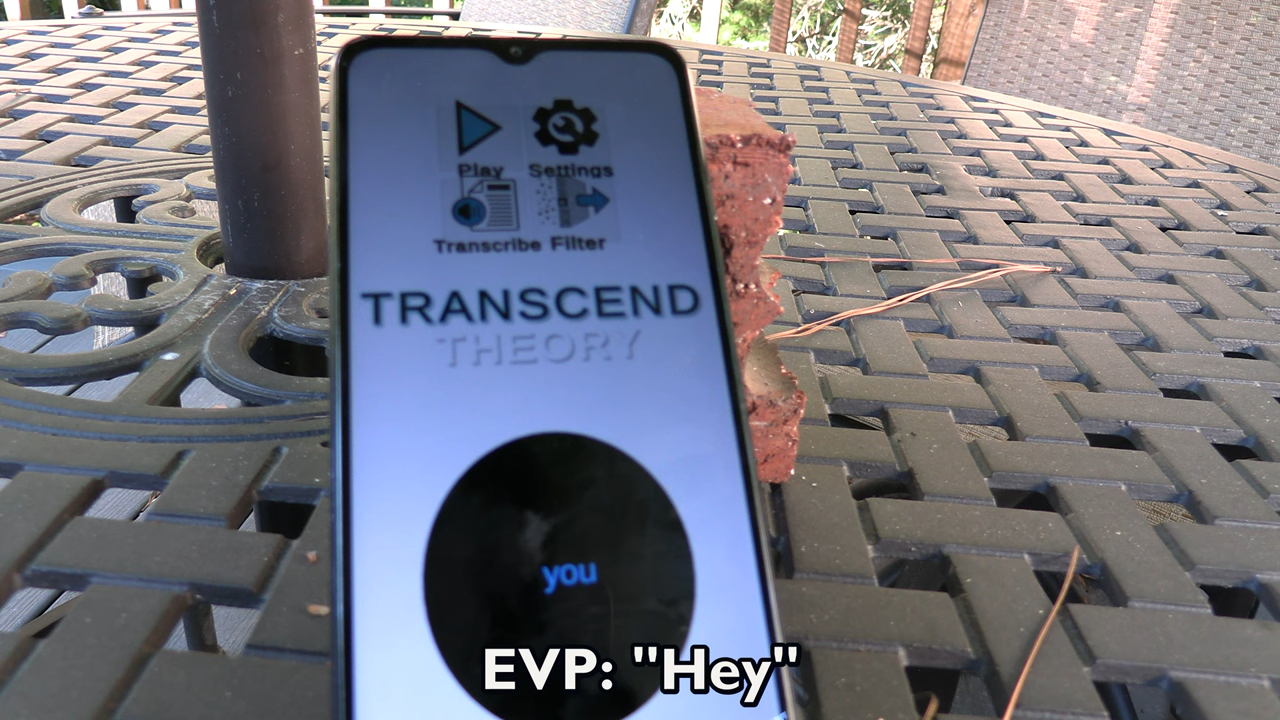 Play Settings
Transcribe Filter
TRANSCEND
THEORY
you
EVP: "Hey"